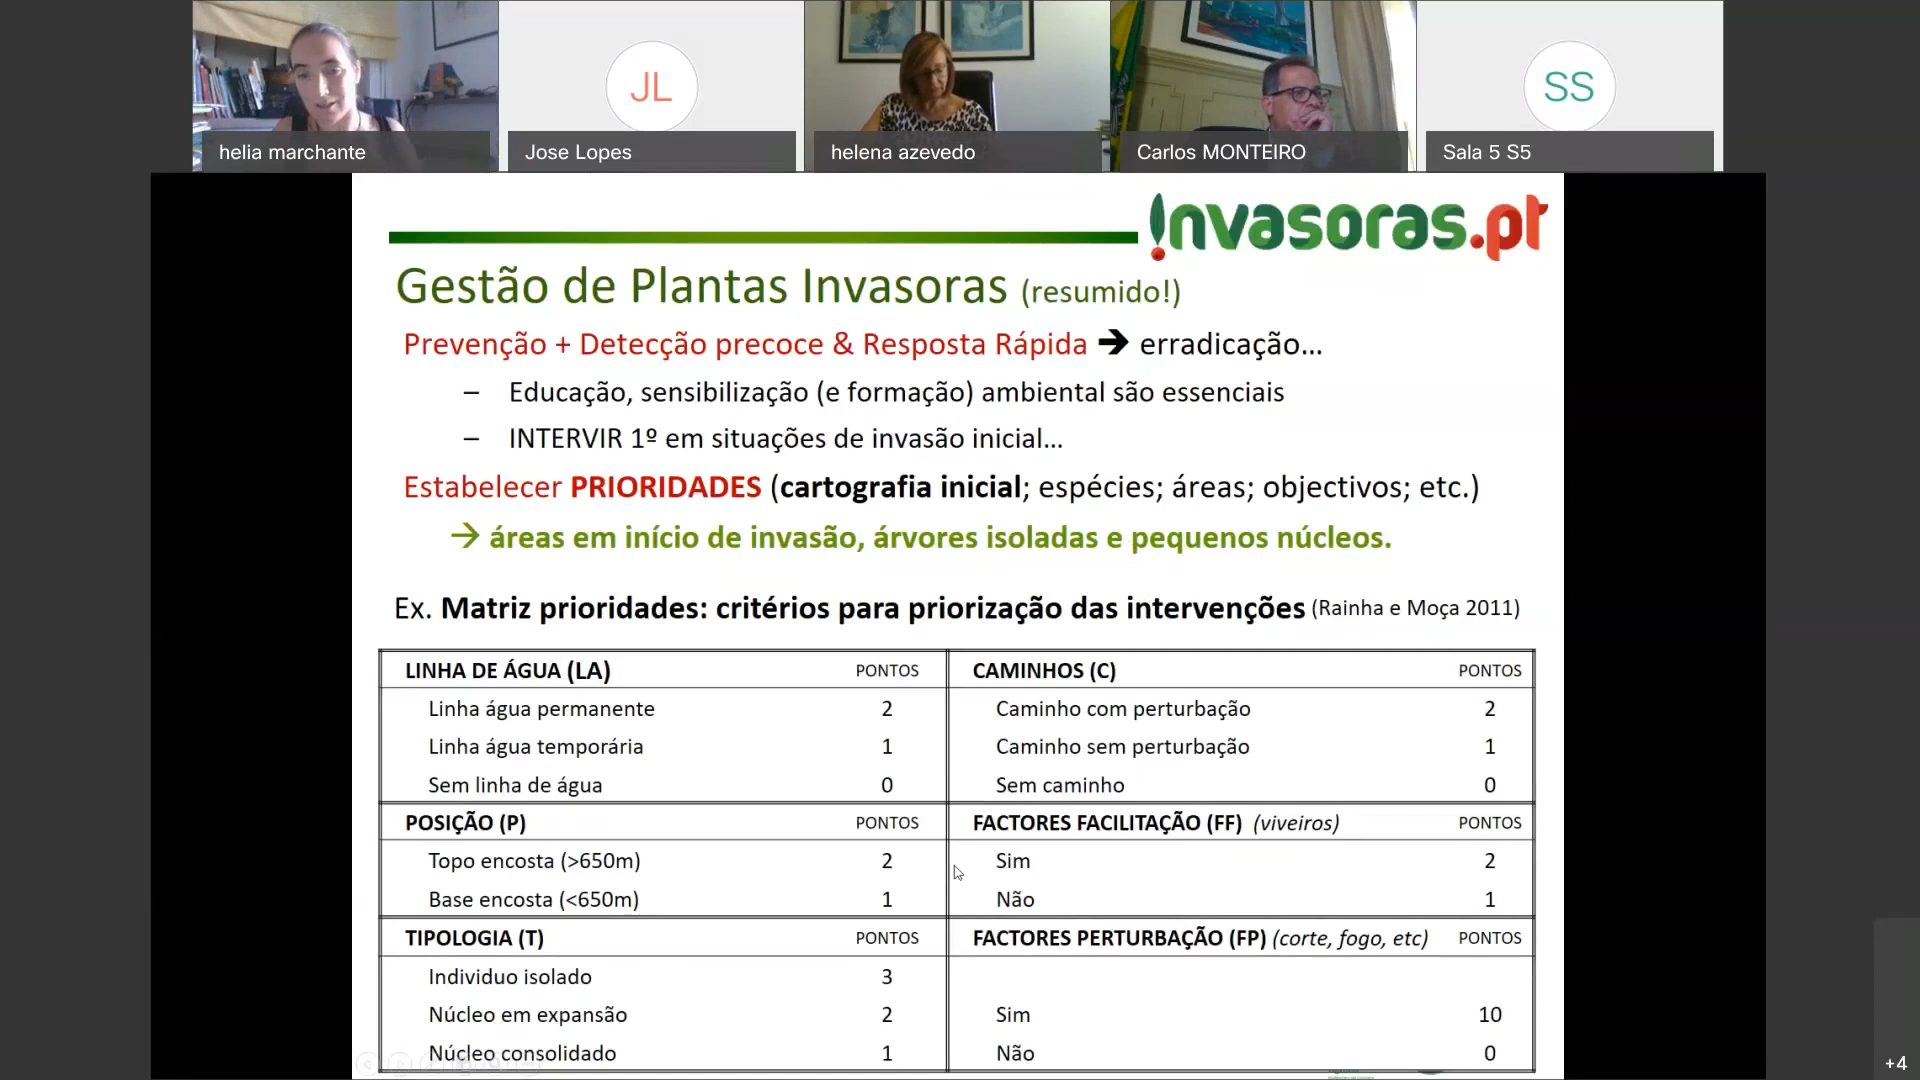 JL
SS
helia marchante
Jose Lopes
helena azevedo
Carlos MONTEIRO
Sala 5 S5
invasoras.pt
Gestão de Plantas Invasoras (resumido!)
Prevenção + Detecção precoce & Resposta Rápida ➔ erradicação...
– Educação, sensibilização (e formação) ambiental são essenciais
– INTERVIR 1º em situações de invasão inicial...
Estabelecer PRIORIDADES (cartografia inicial; espécies; áreas; objectivos; etc.)
→ áreas em início de invasão, árvores isoladas e pequenos núcleos.
Ex. Matriz prioridades: critérios para priorização das intervenções (Rainha e Moça 2011)
LINHA DE ÁGUA (LA) PONTOS CAMINHOS (C) PONTOS
Linha água permanente 2 Caminho com perturbação 2
Linha água temporária 1 Caminho sem perturbação 1
Sem linha de água 0 Sem caminho 0
POSIÇÃO (P) PONTOS FACTORES FACILITAÇÃO (FF) (viveiros) PONTOS
Topo encosta (>650m) 2 Sim 2
Base encosta (<650m) 1 Não 1
TIPOLOGIA (T) PONTOS FACTORES PERTURBAÇÃO (FP) (corte, fogo, etc) PONTOS
Individuo isolado 3
Núcleo em expansão 2 Sim 10
Núcleo consolidado 1 Não 0
+4